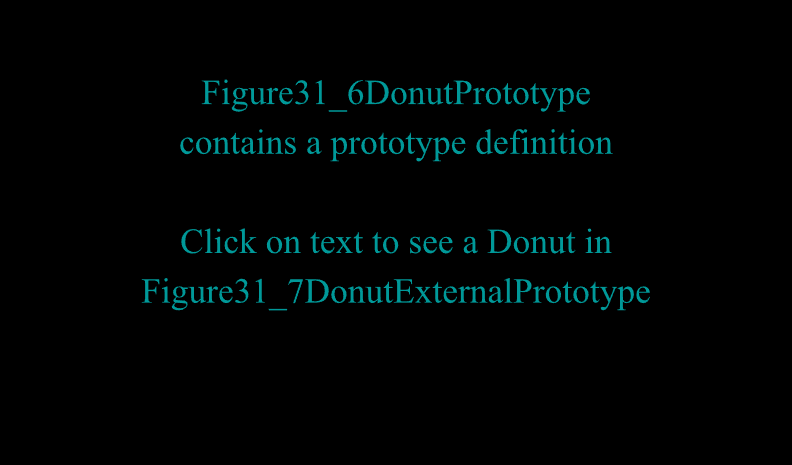 Figure31_6DonutPrototype
contains a prototype definition
Click on text to see a Donut in
Figure31_7DonutExternalPrototype